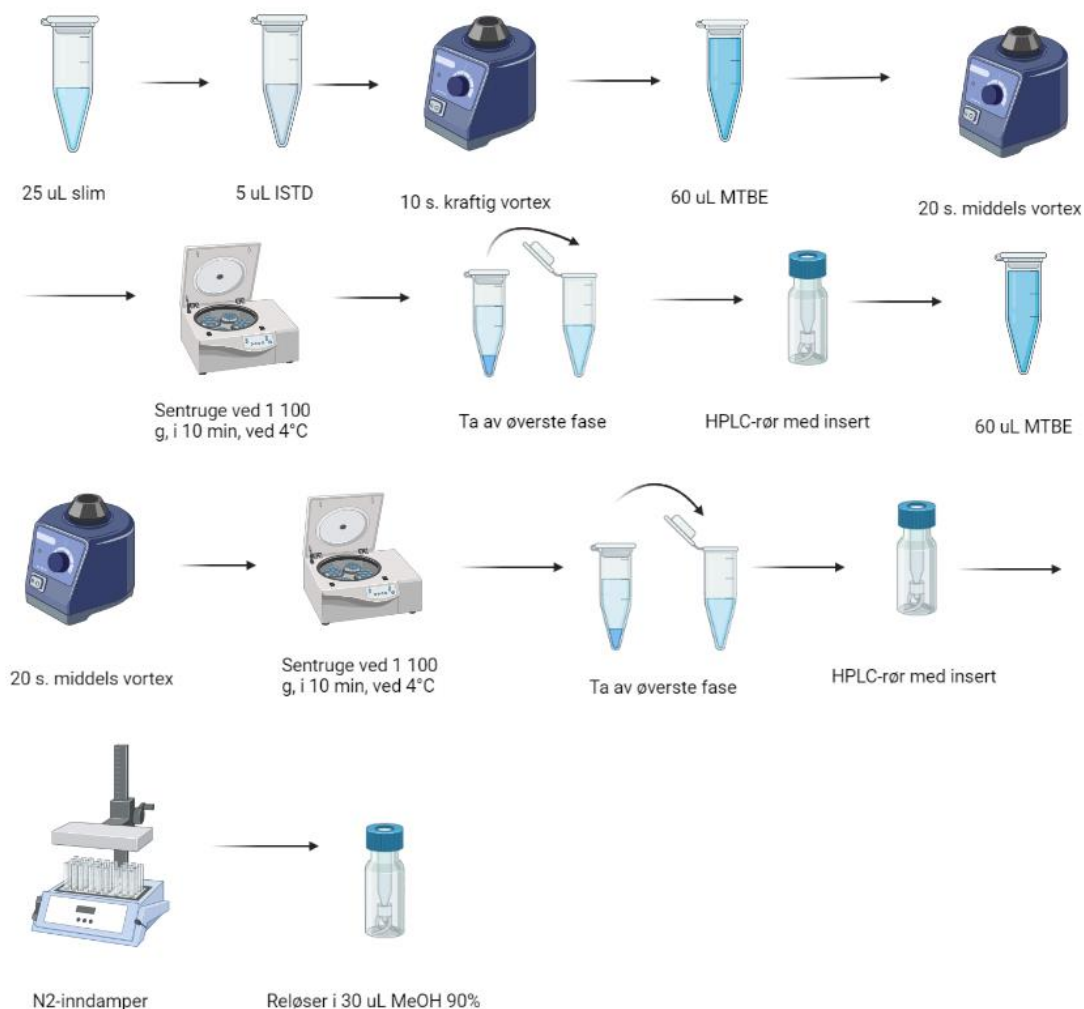 25 uL slim
5 uL ISTD
10 s. kraftig vortex
60 uL MTBE
20 s. middels vortex
Sentruge ved 1 100
g, i 10 min, ved 4°C
Ta av øverste fase
HPLC-rør med insert
60 uL MTBE
20 s. middels vortex
Sentruge ved 1 100
g, i 10 min, ved 4°C
Ta av øverste fase
HPLC-rør med insert
N2-inndamper
Reløser i 30 uL MeOH 90%